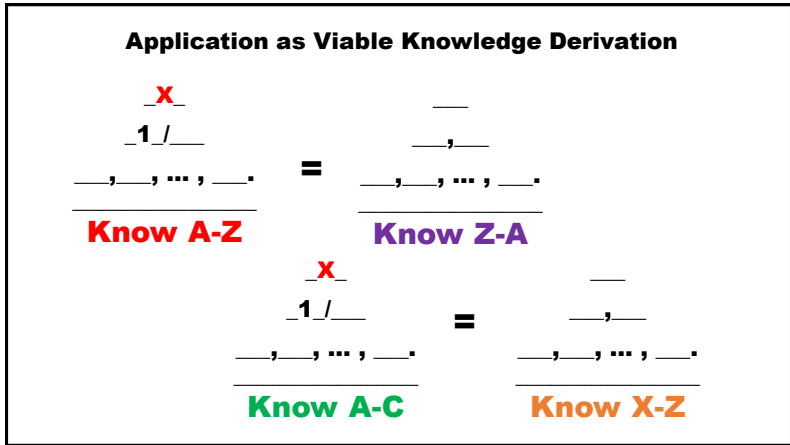 Application as Viable Knowledge Derivation
_X_ ___
_1_/___ ___,___
___,___, ... , ___. = ___,___, ... , ___.
Know A-Z Know Z-A
_X_ ___
_1_/___ = ___,___
___,___, ... , ___. ___,___, ... , ___.
Know A-C Know X-Z